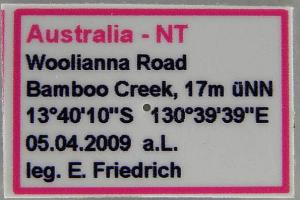 Australia - NT
Woolianna Road
Bamboo Creek, 17m üNN
13°40'10''S 130°39'39''E
05.04.2009 a.L.
leg. E. Friedrich